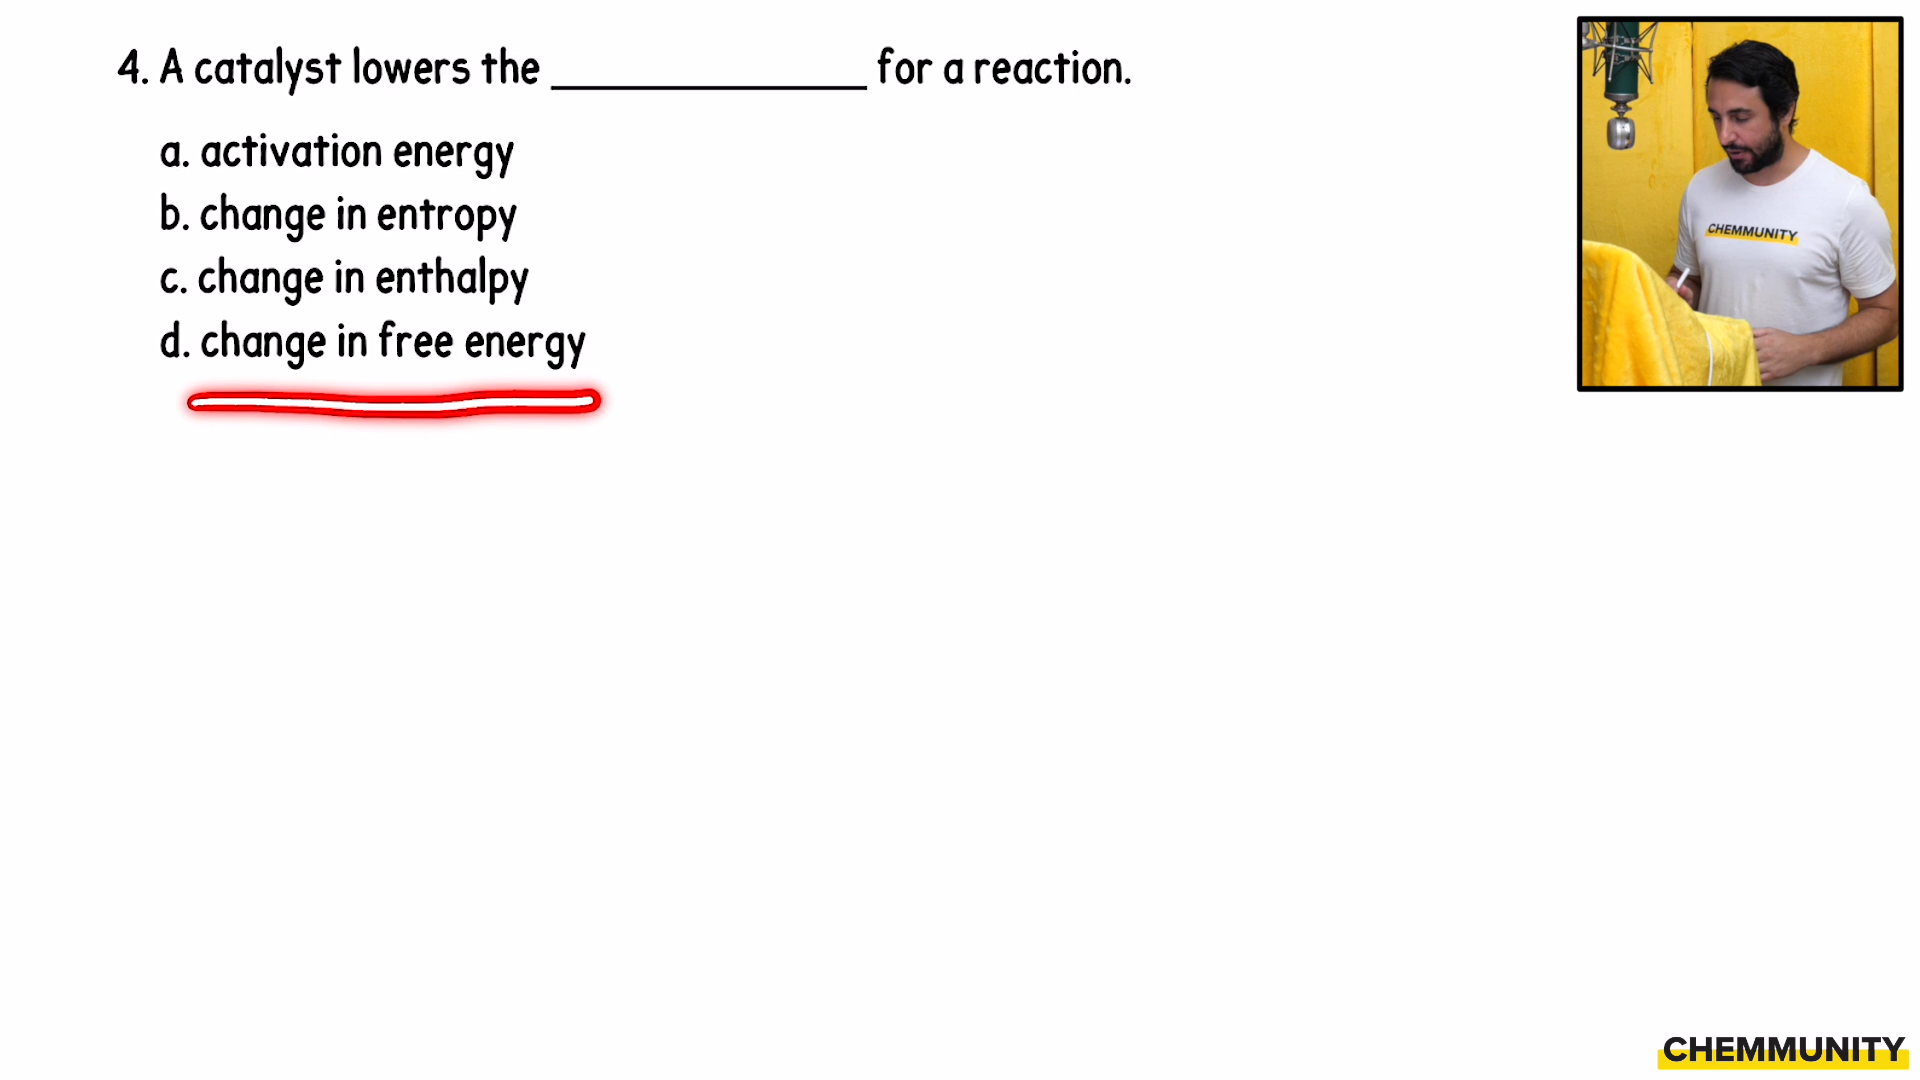 4. A catalyst lowers the ______________ for a reaction.
a. activation energy
b. change in entropy
c. change in enthalpy
d. change in free energy
CHEMMUNITY
CHEMMUNITY